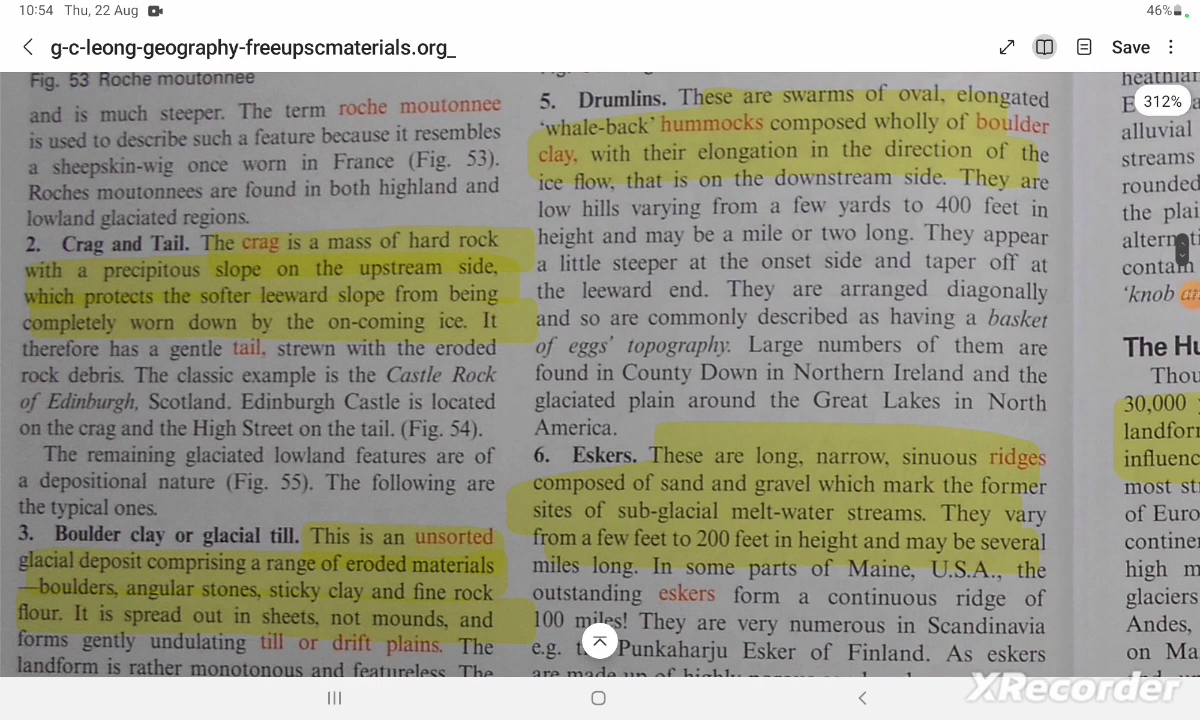 10:54 Thu, 22 Aug
46%
g-c-leong-geography-freeupscmaterials.org_
Save
312%
Fig. 53 Roche moutonnee
and is much steeper. The term roche moutonnee
is used to describe such a feature because it resembles
a sheepskin-wig once worn in France (Fig. 53).
Roches moutonnees are found in both highland and
lowland glaciated regions.
2. Crag and Tail. The crag is a mass of hard rock
with a precipitous slope on the upstream side,
which protects the softer leeward slope from being
completely worn down by the on-coming ice. It
therefore has a gentle tail, strewn with the eroded
rock debris. The classic example is the Castle Rock
of Edinburgh, Scotland. Edinburgh Castle is located
on the crag and the High Street on the tail. (Fig. 54).
The remaining glaciated lowland features are of
a depositional nature (Fig. 55). The following are
the typical ones.
3. Boulder clay or glacial till. This is an unsorted
glacial deposit comprising a range of eroded materials
—boulders, angular stones, sticky clay and fine rock
flour. It is spread out in sheets, not mounds, and
forms gently undulating till or drift plains. The
landform is rather monotonous and featureless. The
5. Drumlins. These are swarms of oval, elongated
‘whale-back’ hummocks composed wholly of boulder
clay, with their elongation in the direction of the
ice flow, that is on the downstream side. They are
low hills varying from a few yards to 400 feet in
height and may be a mile or two long. They appear
a little steeper at the onset side and taper off at
the leeward end. They are arranged diagonally
and so are commonly described as having a basket
of eggs’ topography. Large numbers of them are
found in County Down in Northern Ireland and the
glaciated plain around the Great Lakes in North
America.
6. Eskers. These are long, narrow, sinuous ridges
composed of sand and gravel which mark the former
sites of sub-glacial melt-water streams. They vary
from a few feet to 200 feet in height and may be several
miles long. In some parts of Maine, U.S.A., the
outstanding eskers form a continuous ridge of
100 miles! They are very numerous in Scandinavia
e.g. Punkaharju Esker of Finland. As eskers
are made up of highly porous
alluvial
streams
rounded
the plai
contain
‘knob an
The Hu
Thou
30,000
landforr
influenc
most st
of Euro
continer
high m
glaciers
Andes,
on Ma
XRecorder